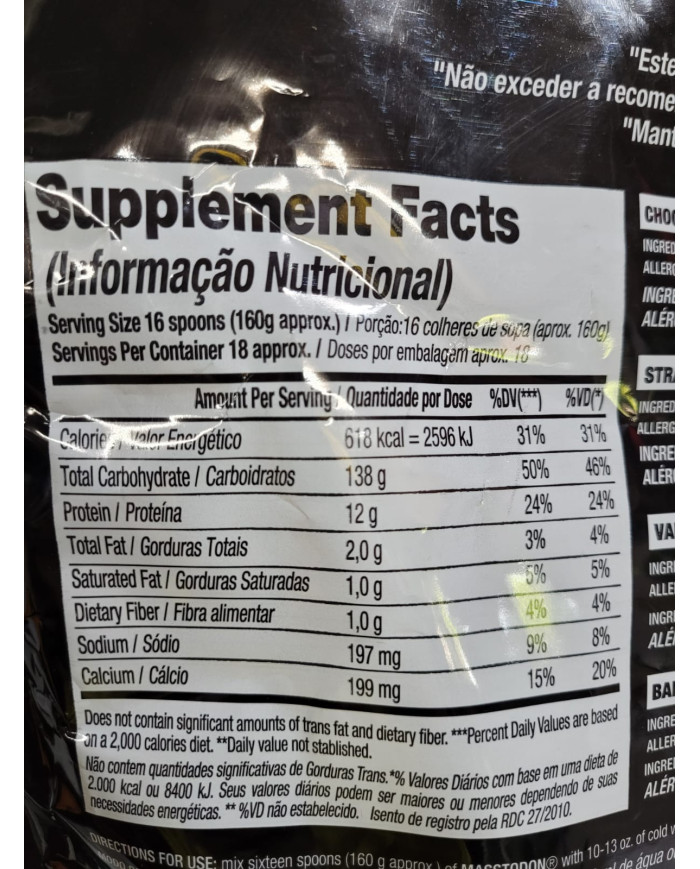 "Este
"Não exceder a recome
"Mant
Supplement Facts
(Informação Nutricional)
Serving Size 16 spoons (160g approx.) / Porção:16 colheres de sopa (aprox. 160g)
Servings Per Container 18 approx. / Doses por embalagem aprox. 18
Amount Per Serving / Quantidade por Dose %DV(***) %VD(*)
Calories / Valor Energético 618 kcal = 2596 kJ 31% 31%
Total Carbohydrate / Carboidratos 138 g 50% 46%
Protein / Proteína 12 g 24% 24%
Total Fat / Gorduras Totais 2,0 g 3% 4%
Saturated Fat / Gorduras Saturadas 1,0 g 5% 5%
Dietary Fiber / Fibra alimentar 1,0 g 4% 4%
Sodium / Sódio 197 mg 9% 8%
Calcium / Cálcio 199 mg 15% 20%
Does not contain significant amounts of trans fat and dietary fiber. ***Percent Daily Values are based
on a 2,000 calories diet. **Daily value not stablished.
Não contem quantidades significativas de Gorduras Trans.*% Valores Diários com base em uma dieta de
2.000 kcal ou 8400 kJ. Seus valores diários podem ser maiores ou menores dependendo de suas
necessidades energéticas. ** %VD não estabelecido. Isento de registro pela RDC 27/2010.
DIRECTIONS FOR USE: mix sixteen spoons (160 g approx.) of MASSTODON® with 10-13 oz. of cold w
de água o
CHOC
INGRED
ALLERG
INGRE
ALÉR
STRA
INGRED
ALLERG
INGRE
ALÉR
VA
INGRE
ALLE
INGR
ALÉ
BA
INGRE
ALLER
INGRE
ALÉR